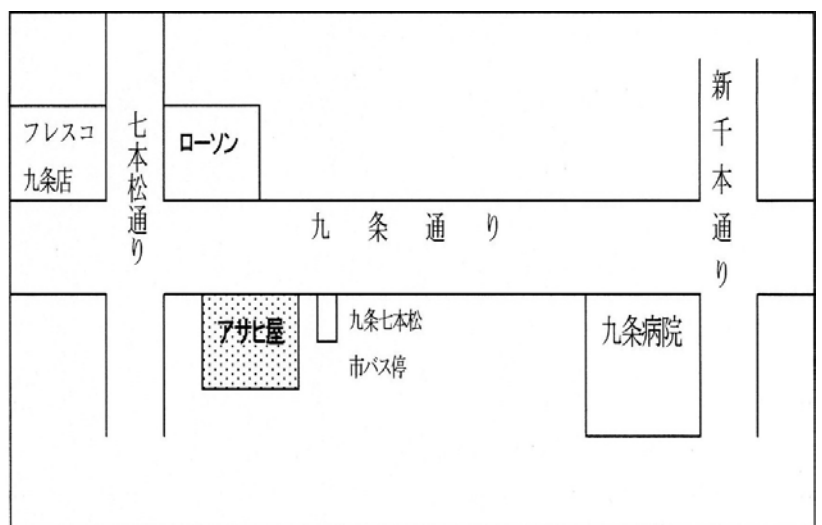 フレスコ
九条店
七本松通り
ローソン
新千本通り
九条通り
アサヒ屋
九条七本松
市バス停
九条病院